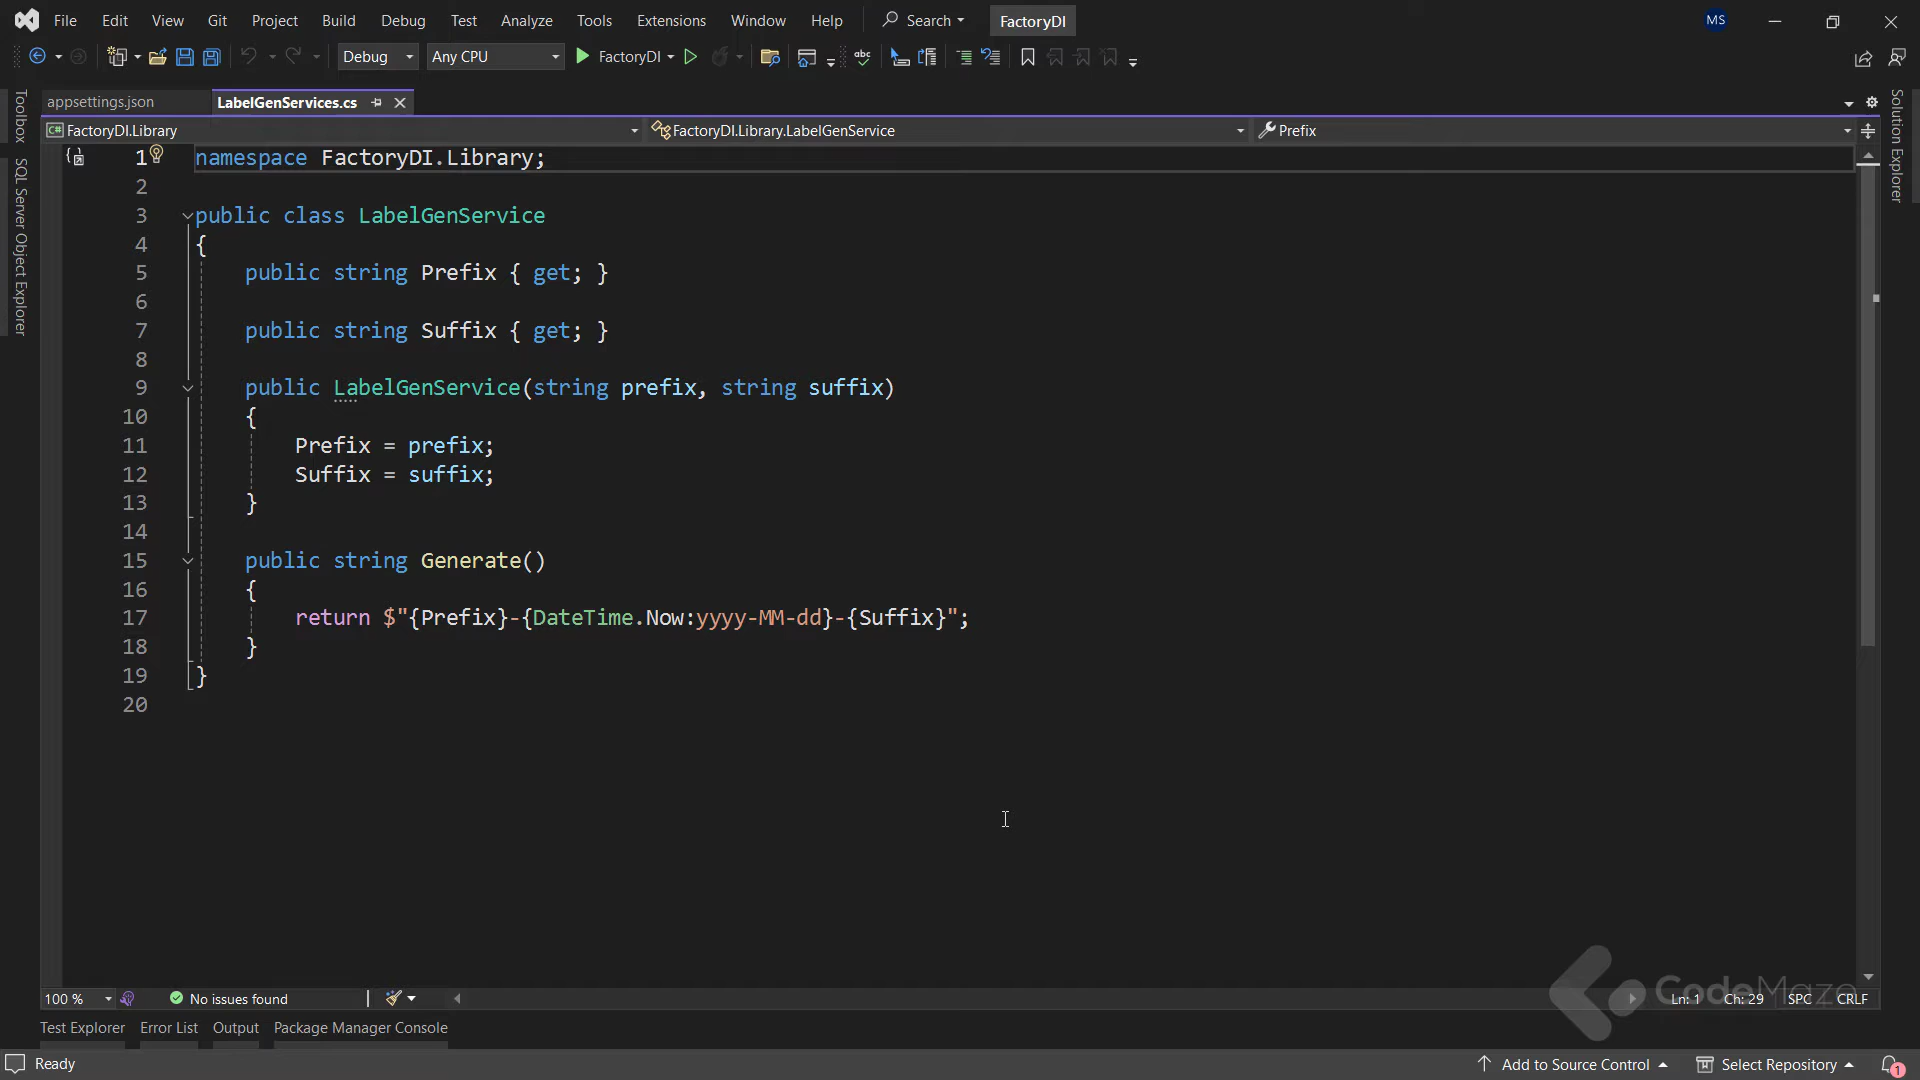 File Edit View Git Project Build Debug Test Analyze Tools Extensions Window Help Search FactoryDI MS
Debug Any CPU FactoryDI abc
appsettings.json LabelGenServices.cs
C# FactoryDI.Library FactoryDI.Library.LabelGenService Prefix
Toolbox
SQL Server Object Explorer
Solution Explorer
1 namespace FactoryDI.Library;
2
3 public class LabelGenService
4 {
5 public string Prefix { get; }
6
7 public string Suffix { get; }
8
9 public LabelGenService(string prefix, string suffix)
10 {
11 Prefix = prefix;
12 Suffix = suffix;
13 }
14
15 public string Generate()
16 {
17 return $"{Prefix}-{DateTime.Now:yyyy-MM-dd}-{Suffix}";
18 }
19 }
20
CodeMaze
100 % No issues found Ln: 1 Ch: 29 SPC CRLF
Test Explorer Error List Output Package Manager Console
Ready Add to Source Control Select Repository 1